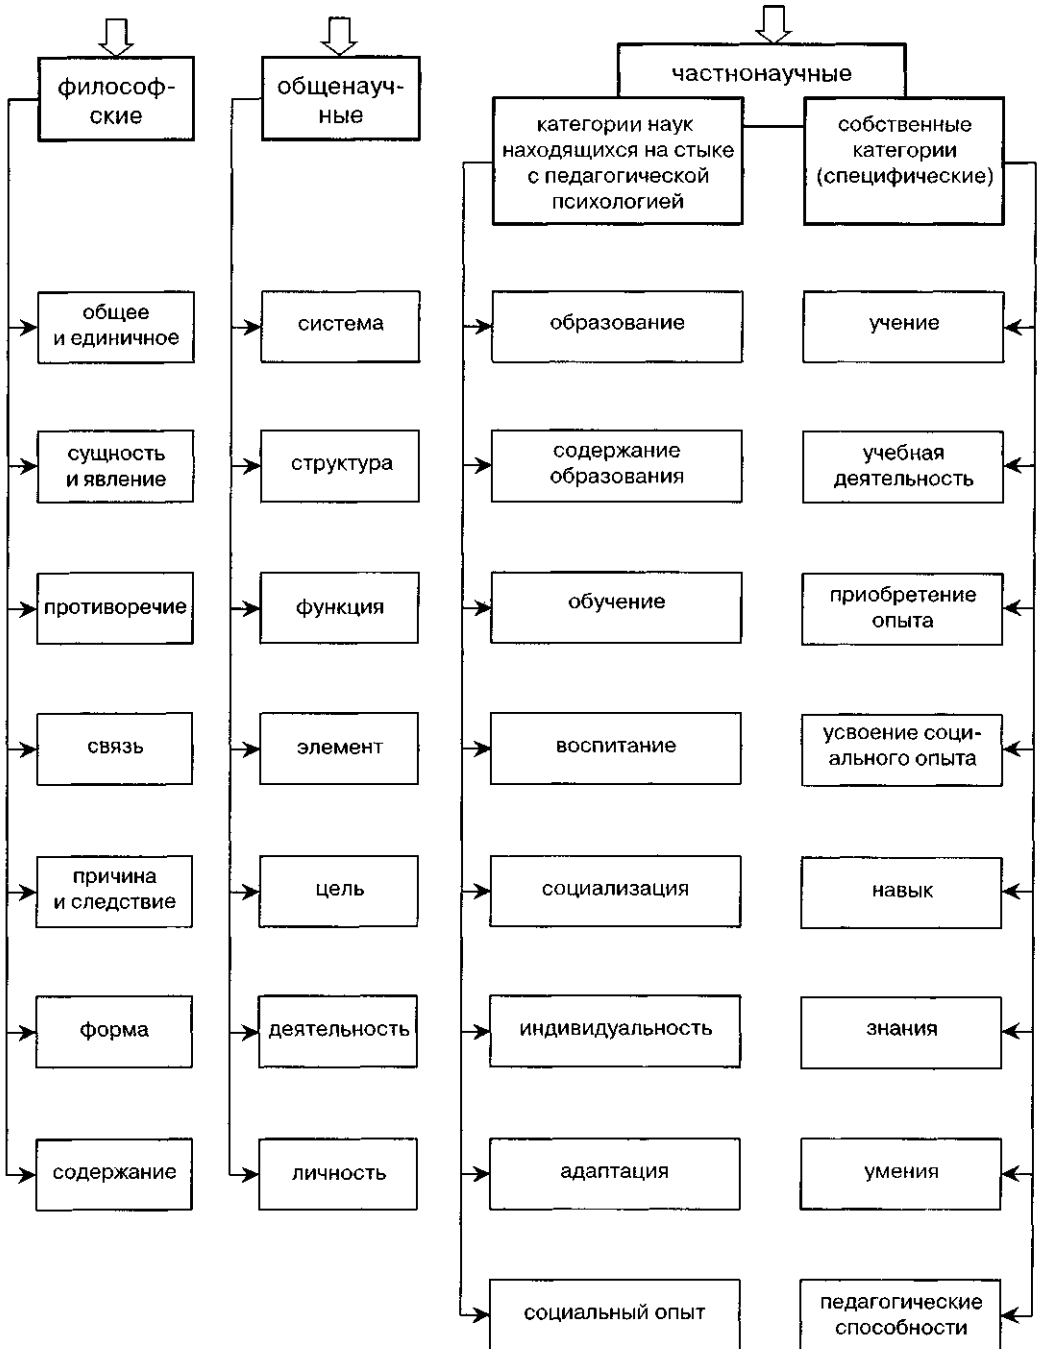 философ-
ские
общенауч-
ные
частнонаучные
категории наук
находящихся на стыке
с педагогической
психологией
собственные
категории
(специфические)
общее
и единичное
система
образование
учение
сущность
и явление
структура
содержание
образования
учебная
деятельность
противоречие
функция
обучение
приобретение
опыта
связь
элемент
воспитание
усвоение соци-
ального опыта
причина
и следствие
цель
социализация
навык
форма
деятельность
индивидуальность
знания
содержание
личность
адаптация
умения
социальный опыт
педагогические
способности